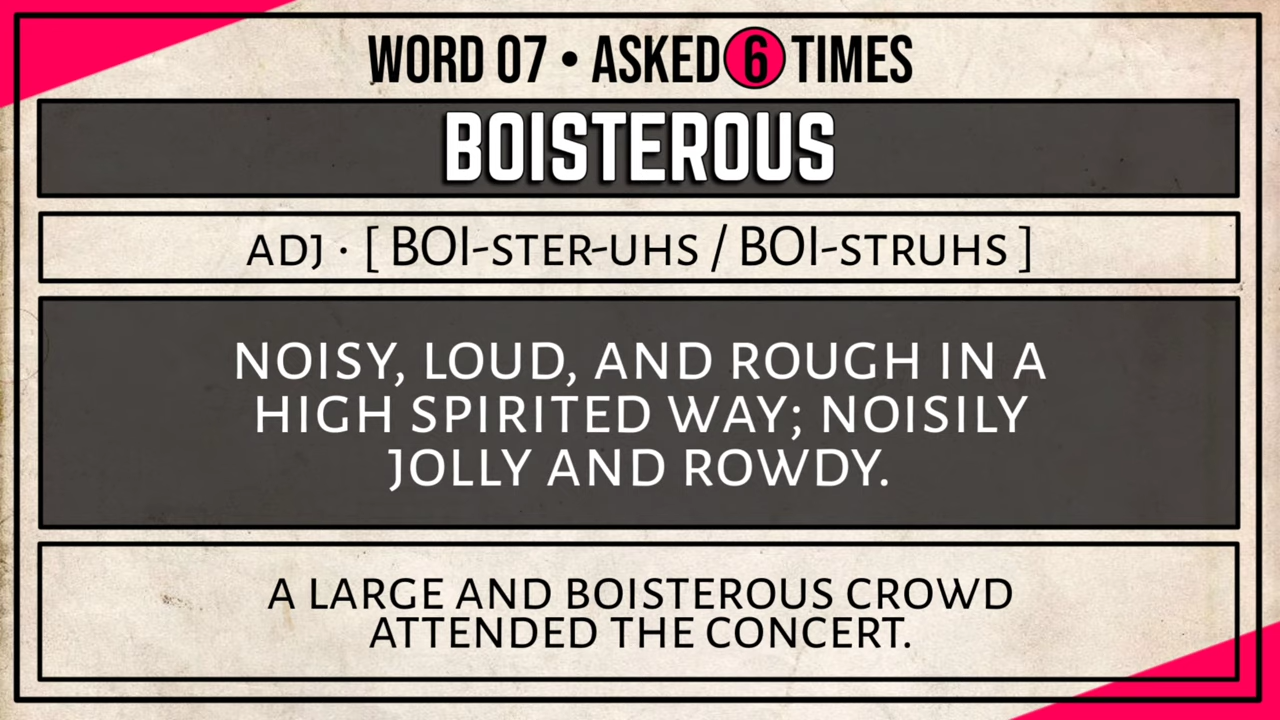 WORD 07 • ASKED 6 TIMES
BOISTEROUS
ADJ · [ BOI-STER-UHS / BOI-STRUHS ]
NOISY, LOUD, AND ROUGH IN A
HIGH SPIRITED WAY; NOISILY
JOLLY AND ROWDY.
A LARGE AND BOISTEROUS CROWD
ATTENDED THE CONCERT.